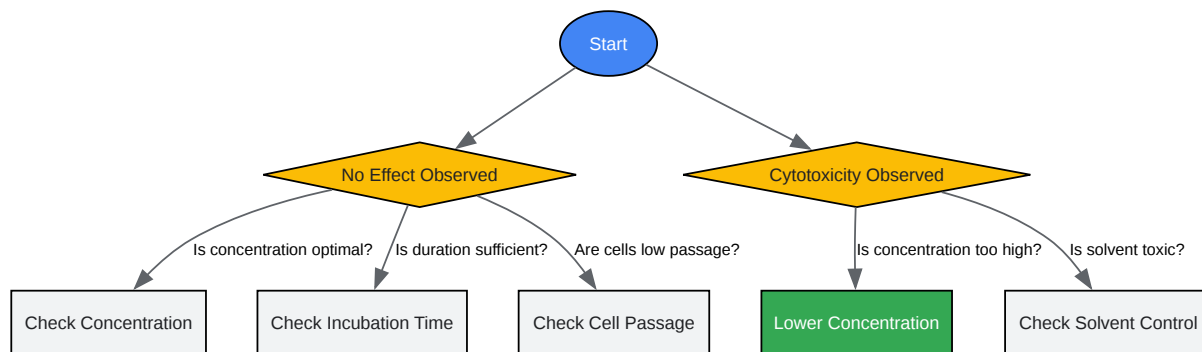 Start
No Effect Observed
Cytotoxicity Observed
Is concentration optimal?
Is duration sufficient?
Are cells low passage?
Is concentration too high?
Is solvent toxic?
Check Concentration
Check Incubation Time
Check Cell Passage
Lower Concentration
Check Solvent Control